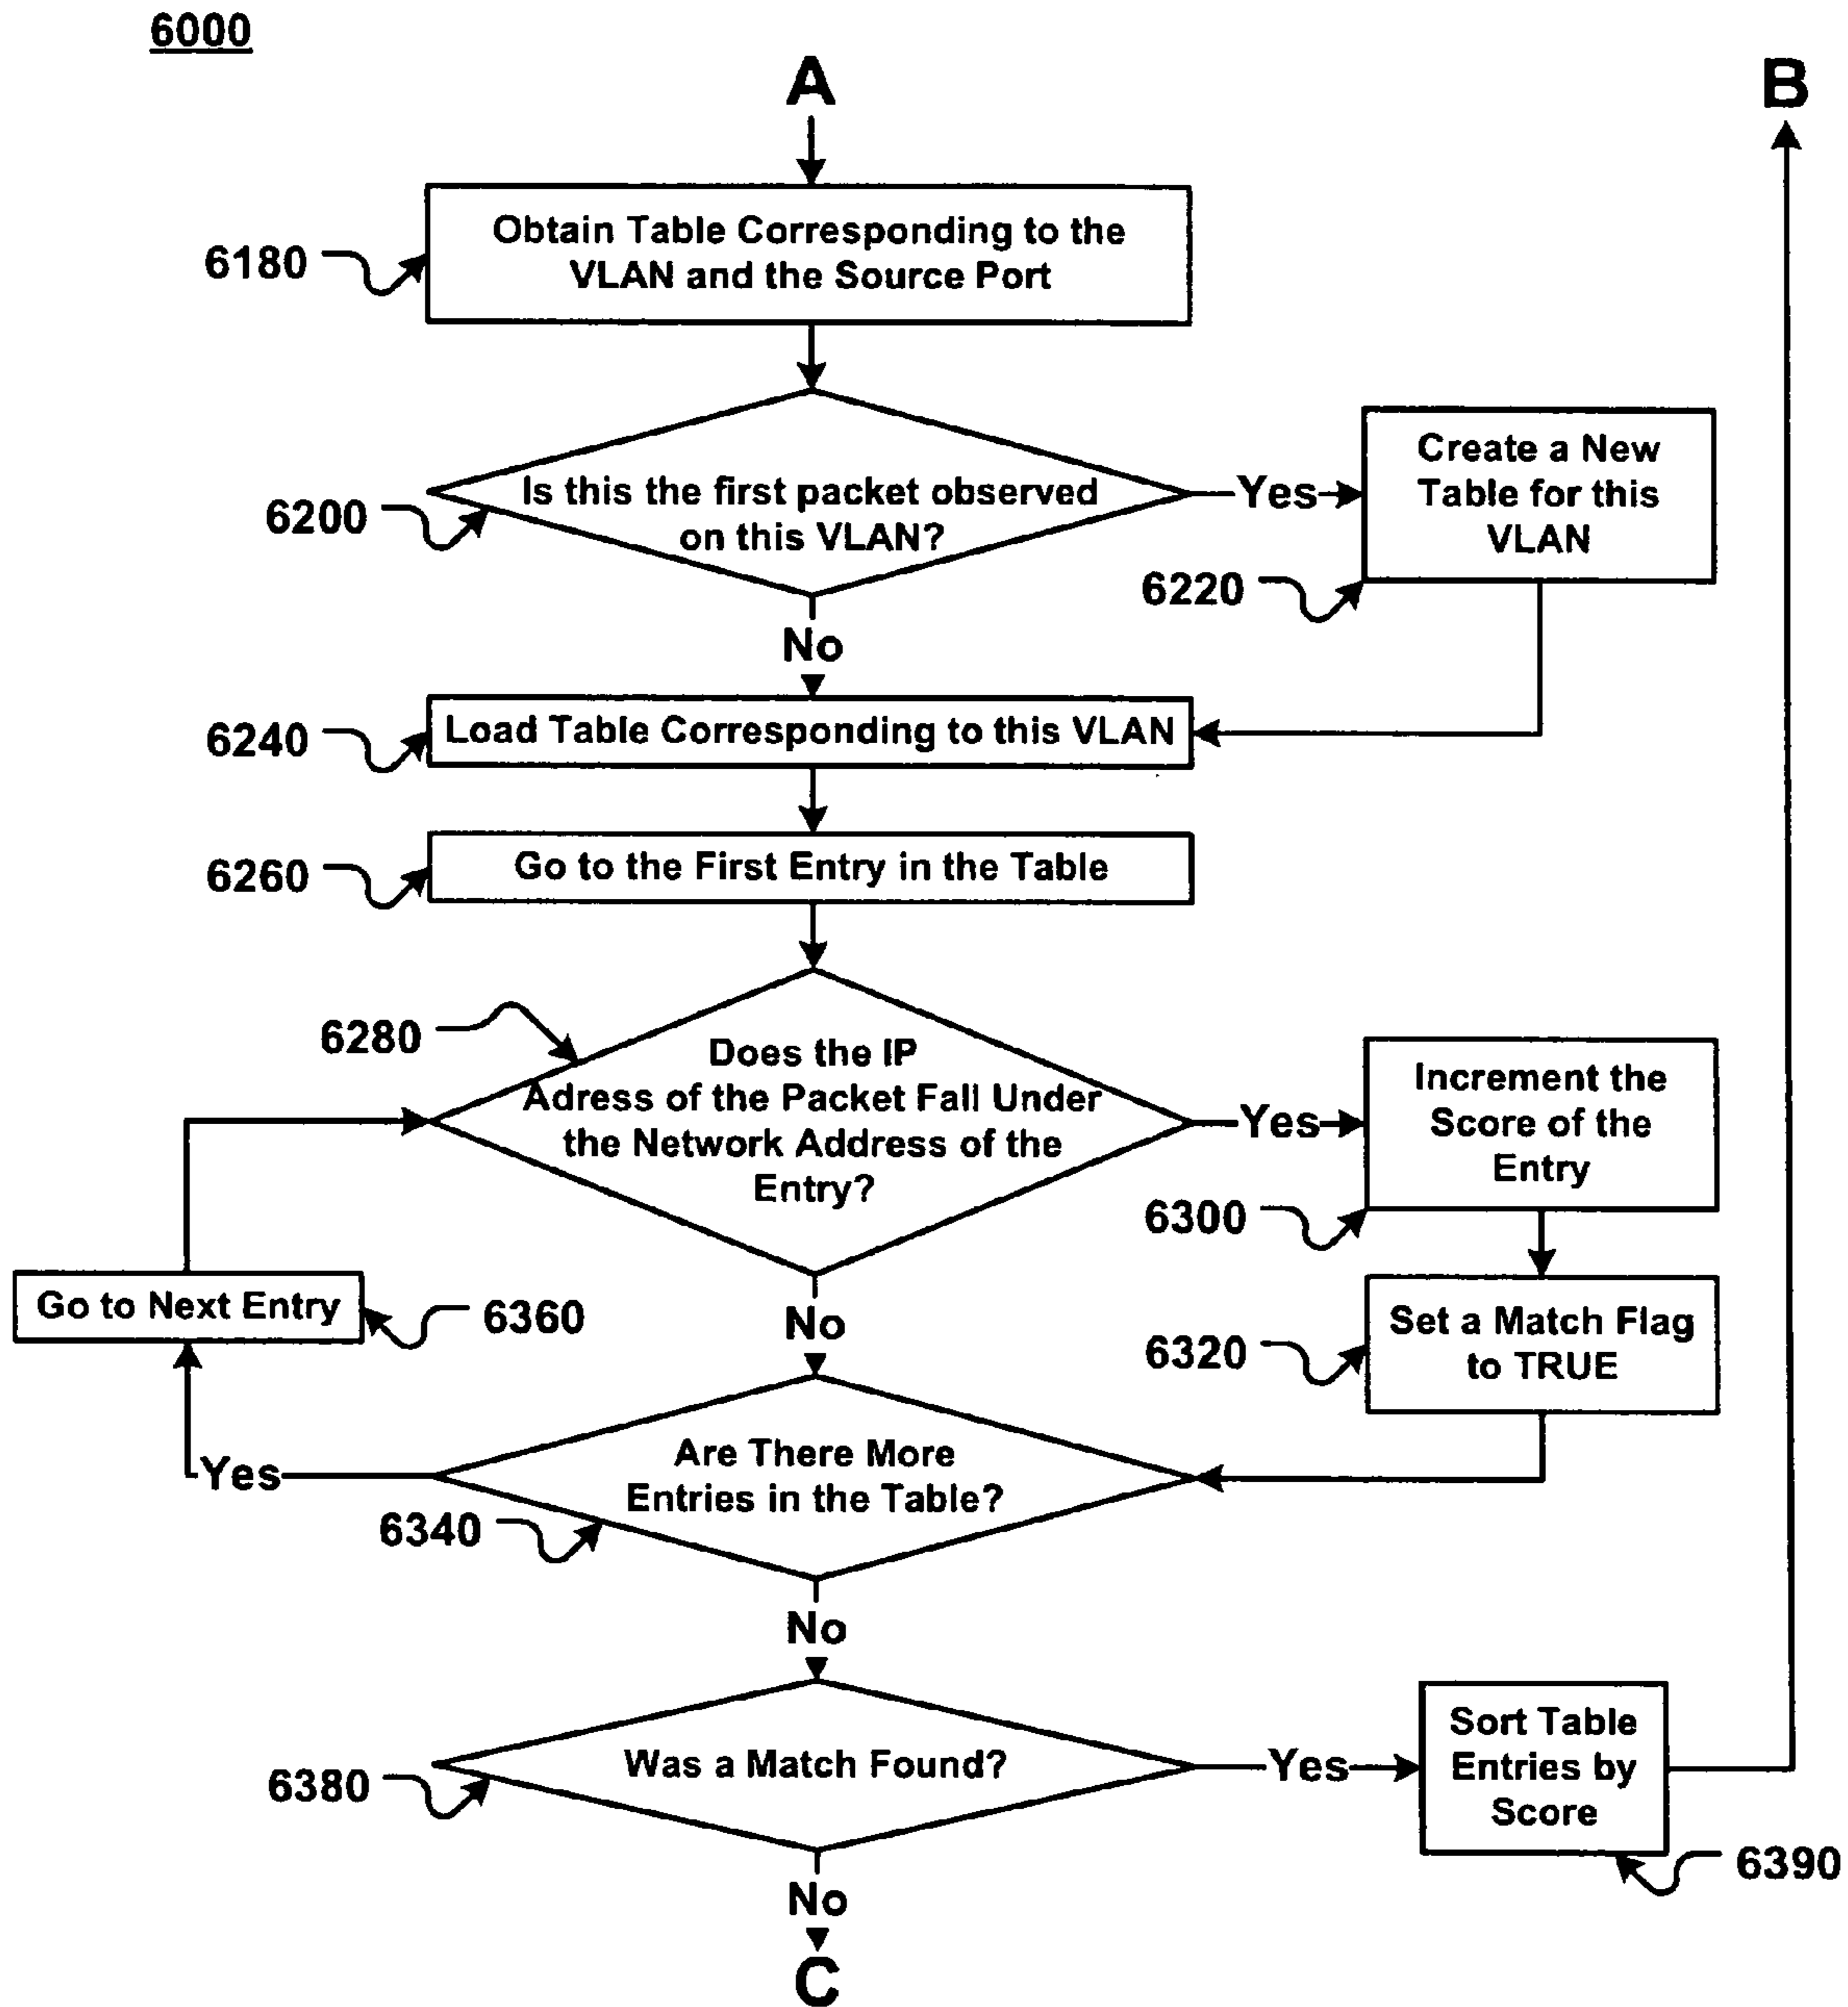 6000
A
B
Obtain Table Corresponding to the
VLAN and the Source Port
6180
Is this the first packet observed
on this VLAN?
6200
Yes
Create a New
Table for this
VLAN
6220
No
Load Table Corresponding to this VLAN
6240
Go to the First Entry in the Table
6260
6280
Does the IP
Adress of the Packet Fall Under
the Network Address of the
Entry?
Yes
Increment the
Score of the
Entry
6300
Go to Next Entry
6360
No
Set a Match Flag
to TRUE
6320
Are There More
Entries in the Table?
Yes
6340
No
Was a Match Found?
6380
Yes
Sort Table
Entries by
Score
6390
No
C